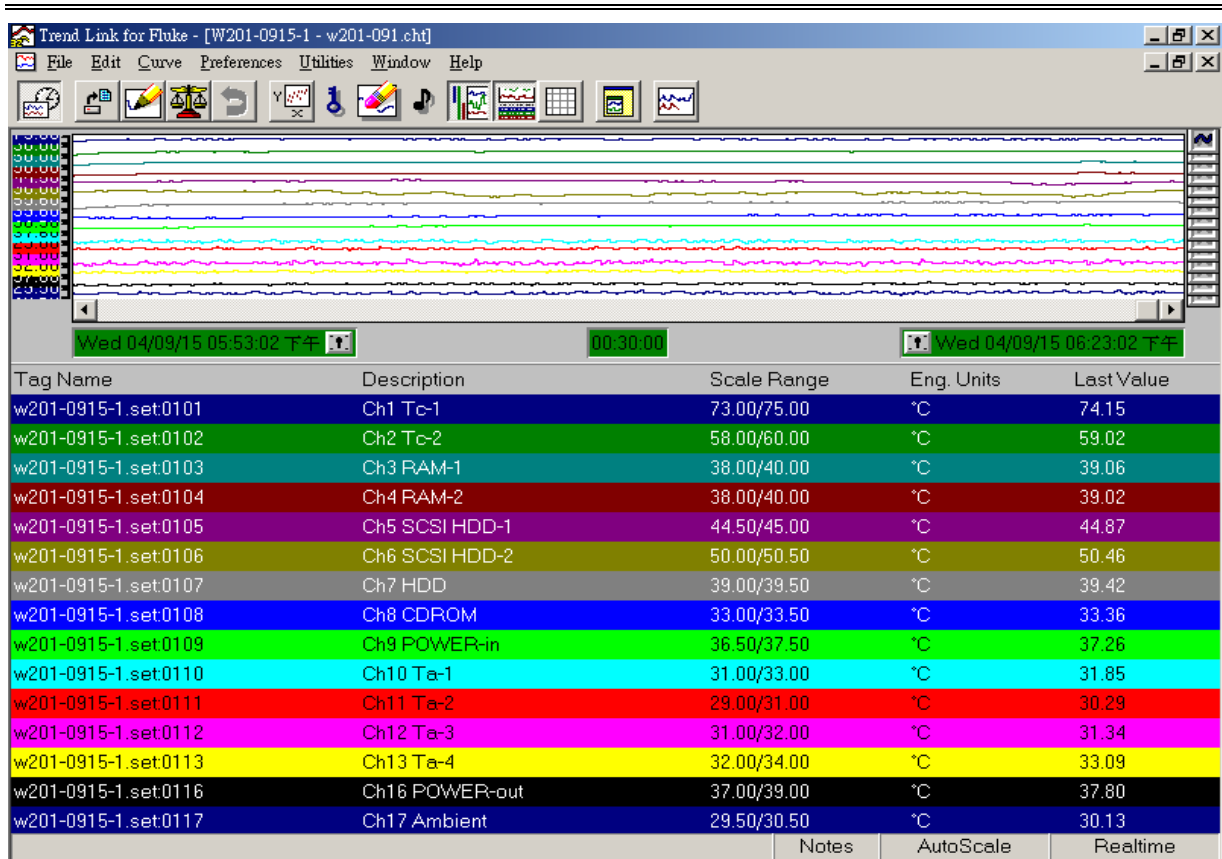 Trend Link for Fluke - [W201-0915-1 - w201-091.cht]
File Edit Curve Preferences Utilities Window Help
Wed 04/09/15 05:53:02 下午 00:30:00 Wed 04/09/15 06:23:02 下午
Tag Name Description Scale Range Eng. Units Last Value
w201-0915-1.set:0101 Ch1 Tc-1 73.00/75.00 °C 74.15
w201-0915-1.set:0102 Ch2 Tc-2 58.00/60.00 °C 59.02
w201-0915-1.set:0103 Ch3 RAM-1 38.00/40.00 °C 39.06
w201-0915-1.set:0104 Ch4 RAM-2 38.00/40.00 °C 39.02
w201-0915-1.set:0105 Ch5 SCSI HDD-1 44.50/45.00 °C 44.87
w201-0915-1.set:0106 Ch6 SCSI HDD-2 50.00/50.50 °C 50.46
w201-0915-1.set:0107 Ch7 HDD 39.00/39.50 °C 39.42
w201-0915-1.set:0108 Ch8 CDROM 33.00/33.50 °C 33.36
w201-0915-1.set:0109 Ch9 POWER-in 36.50/37.50 °C 37.26
w201-0915-1.set:0110 Ch10 Ta-1 31.00/33.00 °C 31.85
w201-0915-1.set:0111 Ch11 Ta-2 29.00/31.00 °C 30.29
w201-0915-1.set:0112 Ch12 Ta-3 31.00/32.00 °C 31.34
w201-0915-1.set:0113 Ch13 Ta-4 32.00/34.00 °C 33.09
w201-0915-1.set:0116 Ch16 POWER-out 37.00/39.00 °C 37.80
w201-0915-1.set:0117 Ch17 Ambient 29.50/30.50 °C 30.13
Notes AutoScale Realtime